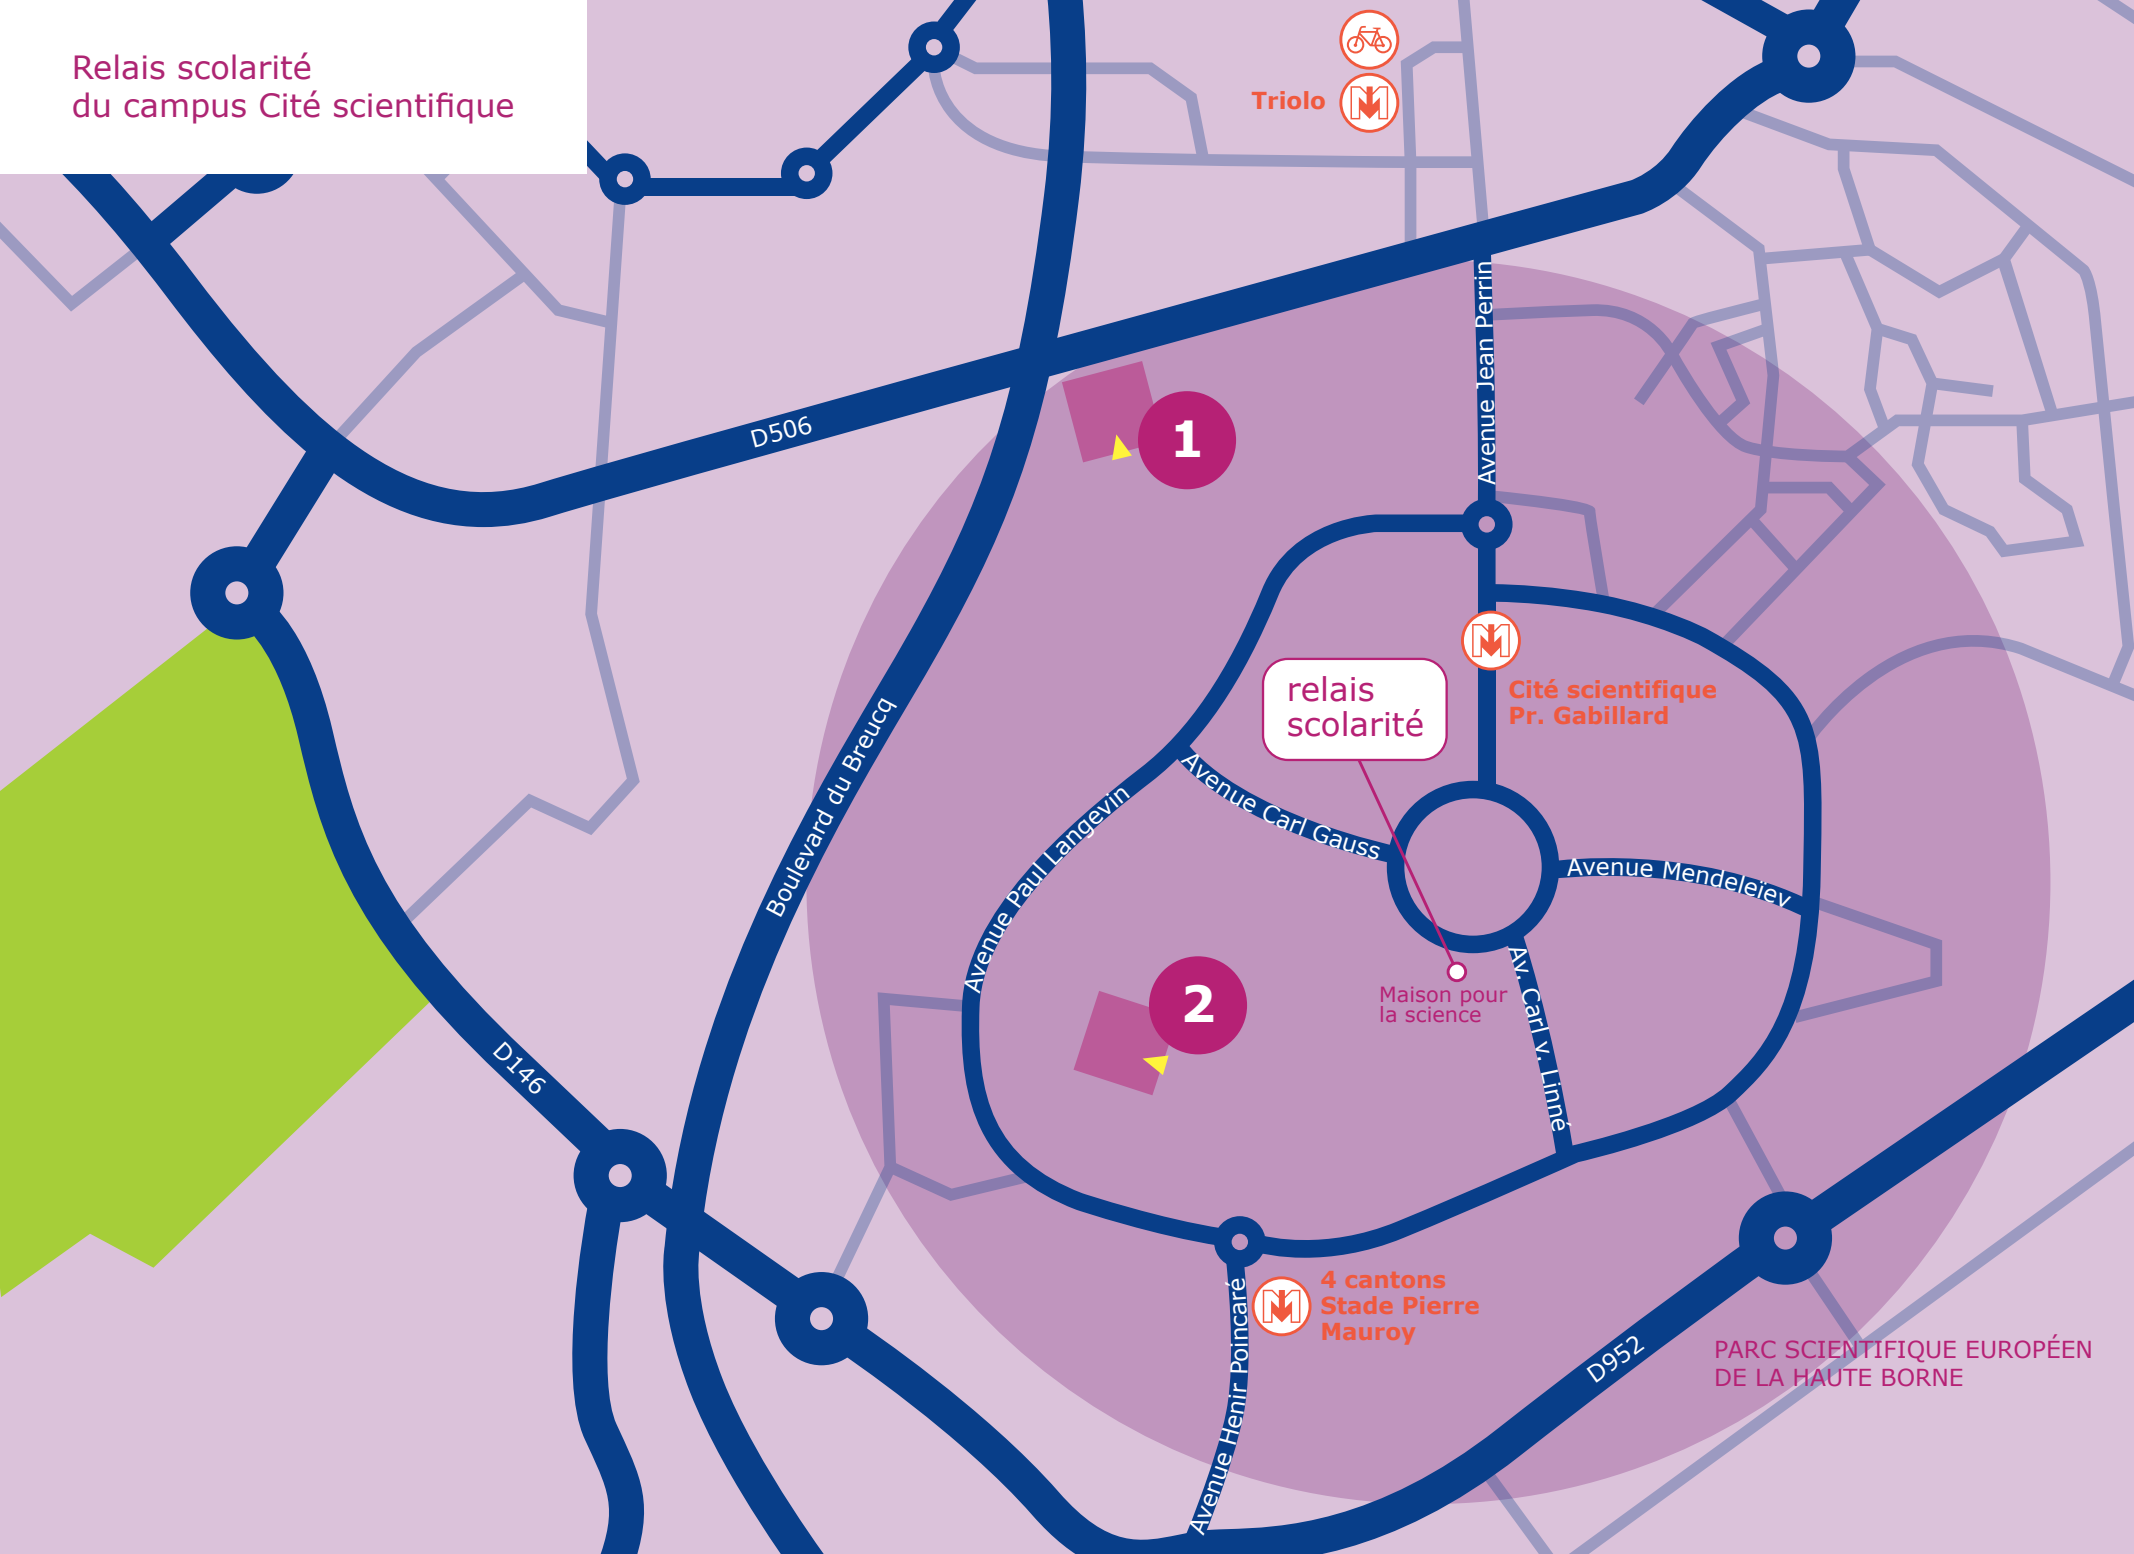 Relais scolarité
du campus Cité scientifique
Triolo
Avenue Jean Perrin
D506
1
relais
scolarité
Cité scientifique
Pr. Gabillard
Boulevard du Breucq
Avenue Carl Gauss
Avenue Paul Langevin
Avenue Mendeleïev
2
Maison pour
la science
Av. Carl v. Linné
D146
4 cantons
Stade Pierre
Mauroy
Avenue Henir Poincaré
D952
PARC SCIENTIFIQUE EUROPÉEN
DE LA HAUTE BORNE